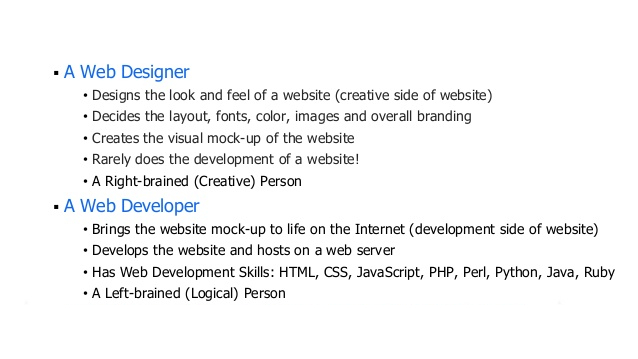 ▪ A Web Designer
• Designs the look and feel of a website (creative side of website)
• Decides the layout, fonts, color, images and overall branding
• Creates the visual mock-up of the website
• Rarely does the development of a website!
• A Right-brained (Creative) Person
▪ A Web Developer
• Brings the website mock-up to life on the Internet (development side of website)
• Develops the website and hosts on a web server
• Has Web Development Skills: HTML, CSS, JavaScript, PHP, Perl, Python, Java, Ruby
• A Left-brained (Logical) Person